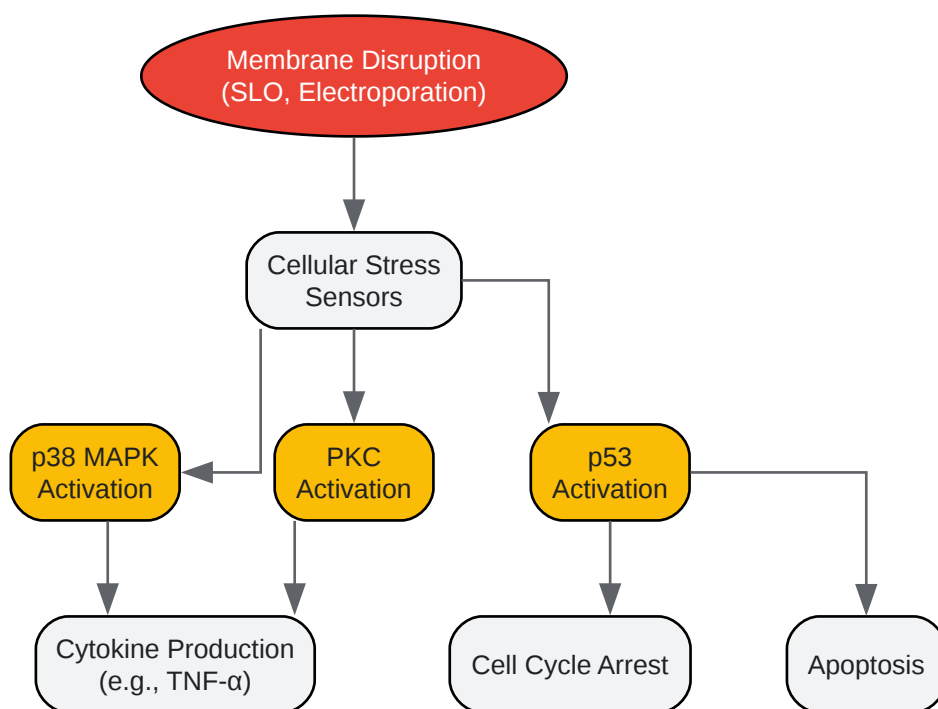 Membrane Disruption
(SLO, Electroporation)
Cellular Stress
Sensors
p38 MAPK
Activation
PKC
Activation
p53
Activation
Cytokine Production
(e.g., TNF-α)
Cell Cycle Arrest
Apoptosis